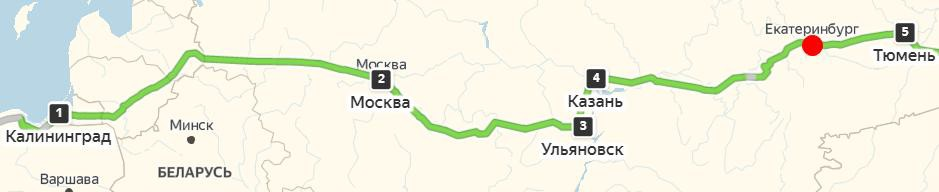 Екатеринбург
5
Тюмень
Москва
2
Москва
4
Казань
1
Калининград
3
Ульяновск
Минск
БЕЛАРУСЬ
Варшава